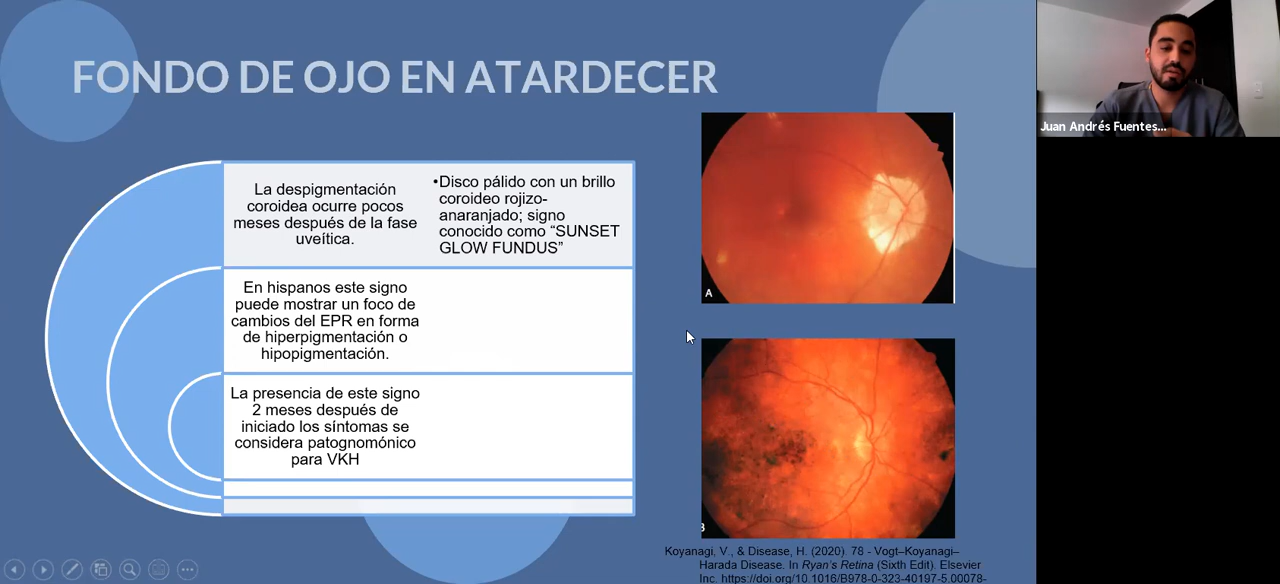 FONDO DE OJO EN ATARDECER
La despigmentación
coroidea ocurre pocos
meses después de la fase
uveítica.
•Disco pálido con un brillo
coroideo rojizo-
anaranjado; signo
conocido como “SUNSET
GLOW FUNDUS”
En hispanos este signo
puede mostrar un foco de
cambios del EPR en forma
de hiperpigmentación o
hipopigmentación.
La presencia de este signo
2 meses después de
iniciado los síntomas se
considera patognomónico
para VKH
A
B
Koyanagi, V., & Disease, H. (2020). 78 - Vogt–Koyanagi–
Harada Disease. In Ryan's Retina (Sixth Edit). Elsevier
Inc. https://doi.org/10.1016/B978-0-323-40197-5.00078-
Juan Andrés Fuentes...